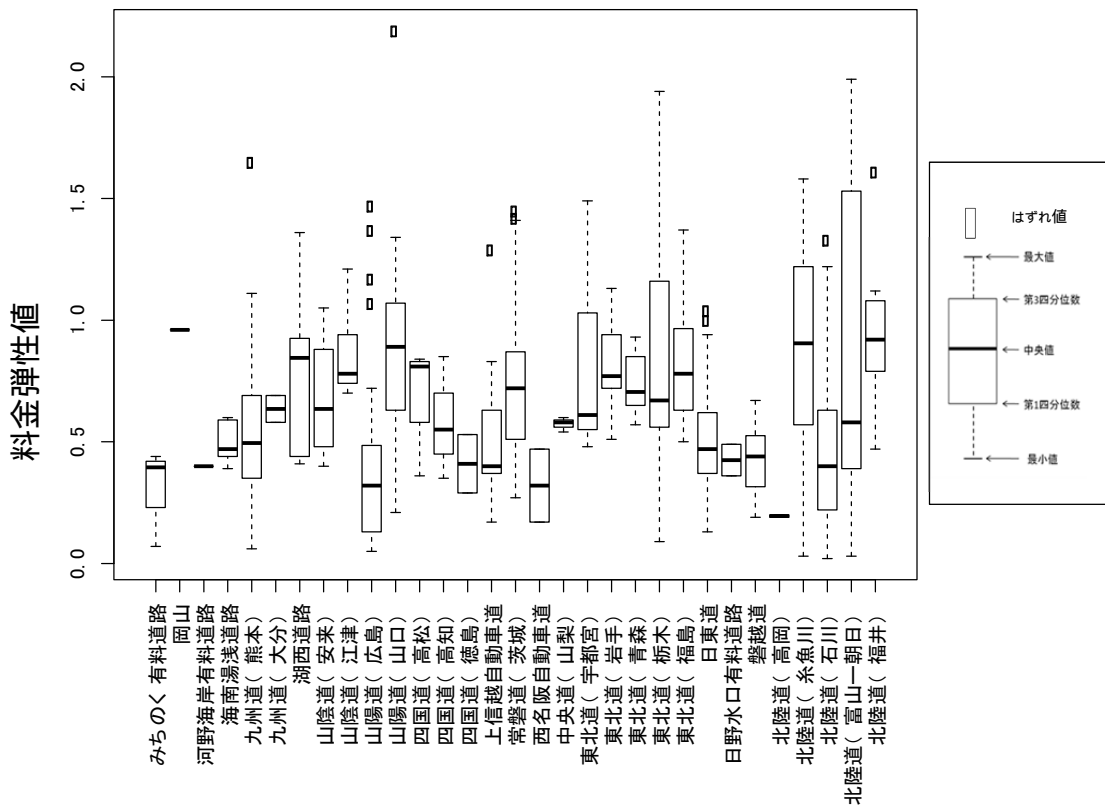 料金弾性値
2.0
1.5
1.0
0.5
0.0
みちのく有料道路
岡山
河野海岸有料道路
海南湯浅道路
九州道（熊本）
九州道（大分）
湖西道路
山陰道（安来）
山陰道（江津）
山陽道（広島）
山陽道（山口）
四国道（高松）
四国道（高知）
四国道（徳島）
上信越自動車道
常磐道（茨城）
西名阪自動車道
中央道（山梨）
東北道（宇都宮）
東北道（岩手）
東北道（青森）
東北道（栃木）
東北道（福島）
日東道
日野水口有料道路
磐越道
北陸道（高岡）
北陸道（糸魚川）
北陸道（石川）
北陸道（富山ー朝日）
北陸道（福井）
はずれ値
最大値
第3四分位数
中央値
第1四分位数
最小値